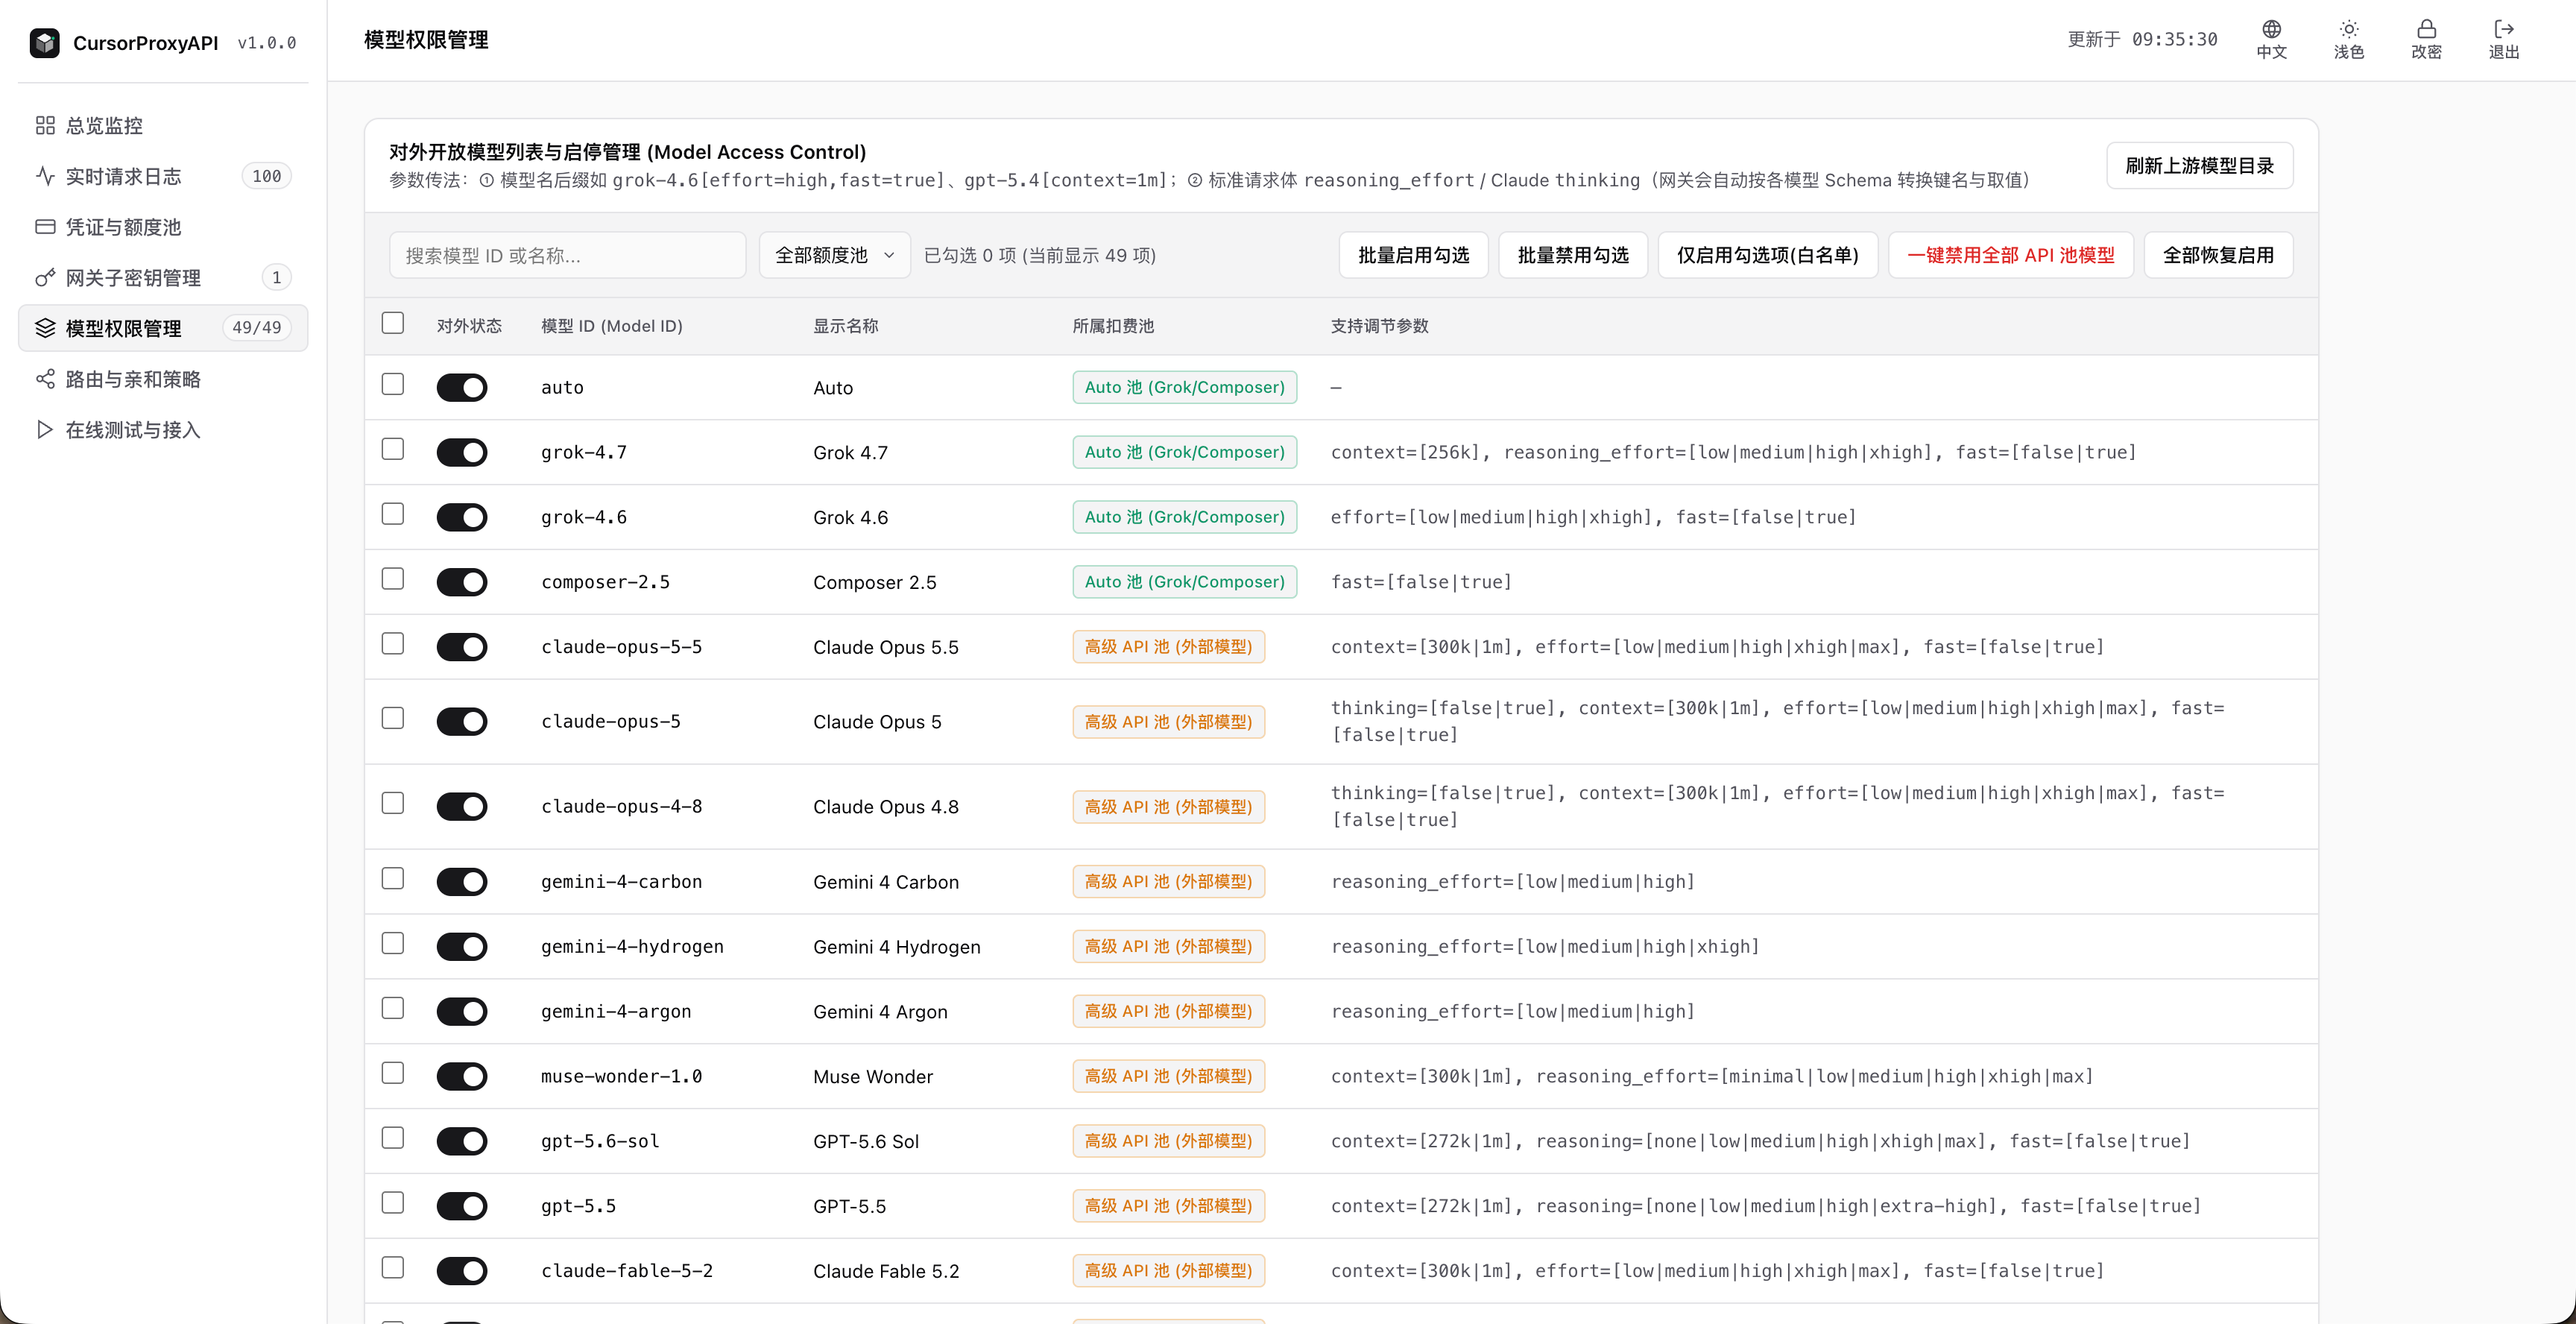 CursorProxyAPI v1.0.0
总览监控
实时请求日志 100
凭证与额度池
网关子密钥管理 1
模型权限管理 49/49
路由与亲和策略
在线测试与接入
模型权限管理
更新于 09:35:30
中文
浅色
改密
退出
对外开放模型列表与启停管理 (Model Access Control)
参数传法：① 模型名后缀如 grok-4.6[effort=high,fast=true]、gpt-5.4[context=1m]；② 标准请求体 reasoning_effort / Claude thinking（网关会自动按各模型 Schema 转换键名与取值）
刷新上游模型目录
搜索模型 ID 或名称... 全部额度池 已勾选 0 项 (当前显示 49 项) 批量启用勾选 批量禁用勾选 仅启用勾选项(白名单) 一键禁用全部 API 池模型 全部恢复启用
对外状态 模型 ID (Model ID) 显示名称 所属扣费池 支持调节参数
auto Auto Auto 池 (Grok/Composer) —
grok-4.7 Grok 4.7 Auto 池 (Grok/Composer) context=[256k], reasoning_effort=[low|medium|high|xhigh], fast=[false|true]
grok-4.6 Grok 4.6 Auto 池 (Grok/Composer) effort=[low|medium|high|xhigh], fast=[false|true]
composer-2.5 Composer 2.5 Auto 池 (Grok/Composer) fast=[false|true]
claude-opus-5-5 Claude Opus 5.5 高级 API 池 (外部模型) context=[300k|1m], effort=[low|medium|high|xhigh|max], fast=[false|true]
claude-opus-5 Claude Opus 5 高级 API 池 (外部模型) thinking=[false|true], context=[300k|1m], effort=[low|medium|high|xhigh|max], fast=
[false|true]
claude-opus-4-8 Claude Opus 4.8 高级 API 池 (外部模型) thinking=[false|true], context=[300k|1m], effort=[low|medium|high|xhigh|max], fast=
[false|true]
gemini-4-carbon Gemini 4 Carbon 高级 API 池 (外部模型) reasoning_effort=[low|medium|high]
gemini-4-hydrogen Gemini 4 Hydrogen 高级 API 池 (外部模型) reasoning_effort=[low|medium|high|xhigh]
gemini-4-argon Gemini 4 Argon 高级 API 池 (外部模型) reasoning_effort=[low|medium|high]
muse-wonder-1.0 Muse Wonder 高级 API 池 (外部模型) context=[300k|1m], reasoning_effort=[minimal|low|medium|high|xhigh|max]
gpt-5.6-sol GPT-5.6 Sol 高级 API 池 (外部模型) context=[272k|1m], reasoning=[none|low|medium|high|xhigh|max], fast=[false|true]
gpt-5.5 GPT-5.5 高级 API 池 (外部模型) context=[272k|1m], reasoning=[none|low|medium|high|extra-high], fast=[false|true]
claude-fable-5-2 Claude Fable 5.2 高级 API 池 (外部模型) context=[300k|1m], effort=[low|medium|high|xhigh|max], fast=[false|true]